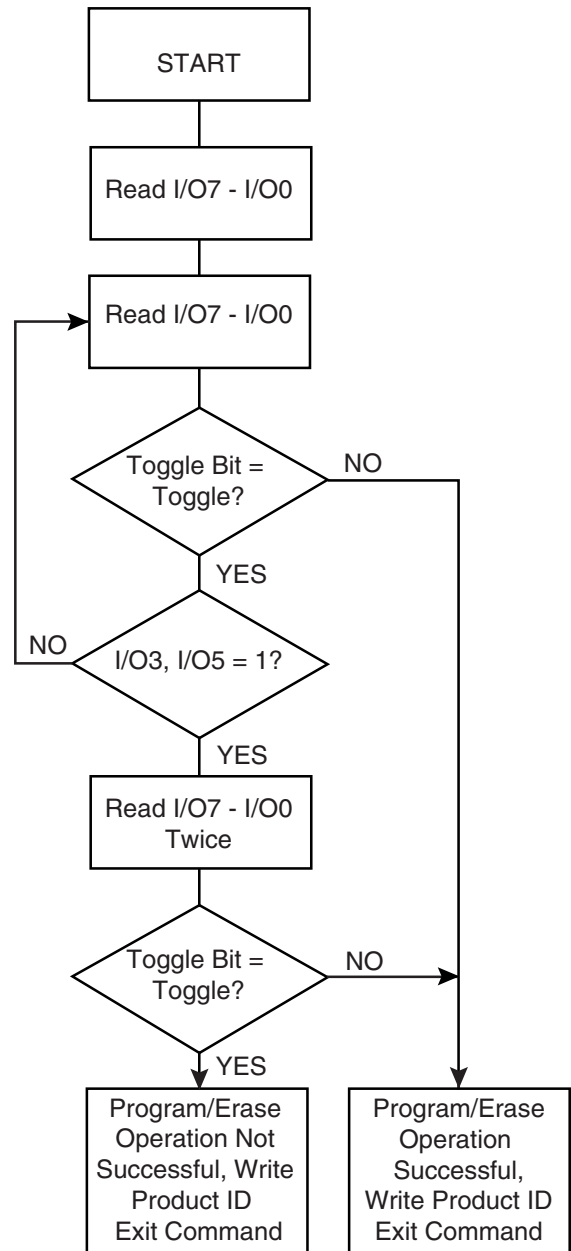 START
Read I/O7 - I/O0
Read I/O7 - I/O0
Toggle Bit =
Toggle?
NO
YES
NO
I/O3, I/O5 = 1?
YES
Read I/O7 - I/O0
Twice
Toggle Bit =
Toggle?
NO
YES
Program/Erase
Operation Not
Successful, Write
Product ID
Exit Command
Program/Erase
Operation
Successful,
Write Product ID
Exit Command